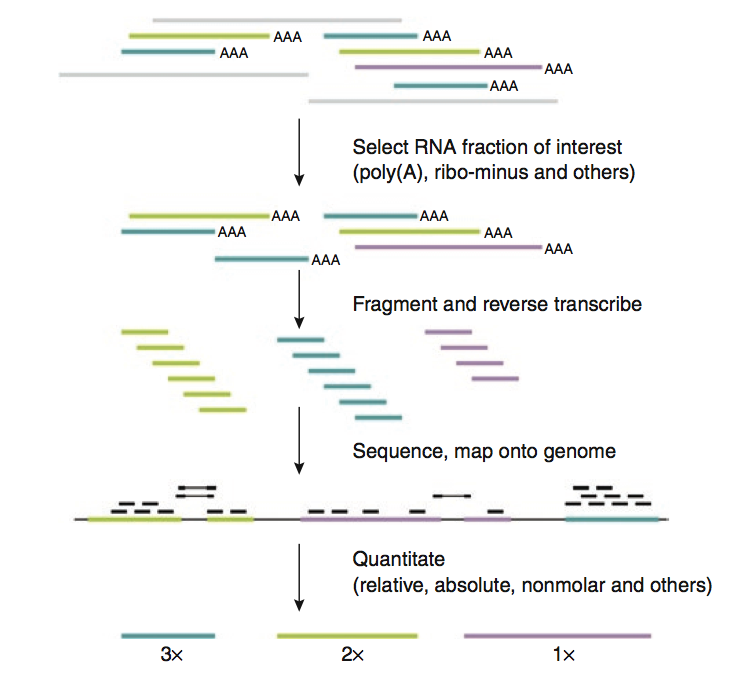 AAA AAA
AAA AAA
AAA
AAA
Select RNA fraction of interest
(poly(A), ribo-minus and others)
AAA AAA
AAA AAA
AAA
AAA
Fragment and reverse transcribe
Sequence, map onto genome
Quantitate
(relative, absolute, nonmolar and others)
3× 2× 1×